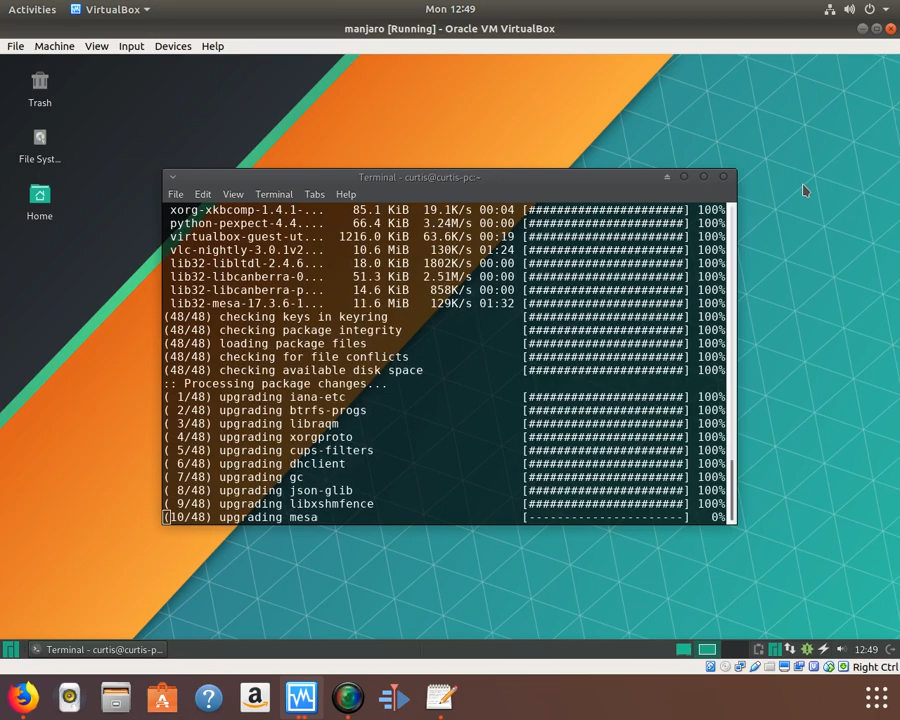 Activities VirtualBox Mon 12:49
manjaro [Running] - Oracle VM VirtualBox
File Machine View Input Devices Help
Trash
File Syst...
Home
Terminal - curtis@curtis-pc:~
File Edit View Terminal Tabs Help
xorg-xkbcomp-1.4.1-... 85.1 KiB 19.1K/s 00:04 [######################] 100%
python-pexpect-4.4.... 66.4 KiB 3.24M/s 00:00 [######################] 100%
virtualbox-guest-ut... 1216.0 KiB 63.6K/s 00:19 [######################] 100%
vlc-nightly-3.0.1v2... 10.6 MiB 130K/s 01:24 [######################] 100%
lib32-libltdl-2.4.6... 18.0 KiB 1802K/s 00:00 [######################] 100%
lib32-libcanberra-0... 51.3 KiB 2.51M/s 00:00 [######################] 100%
lib32-libcanberra-p... 14.6 KiB 858K/s 00:00 [######################] 100%
lib32-mesa-17.3.6-1... 11.6 MiB 129K/s 01:32 [######################] 100%
(48/48) checking keys in keyring [######################] 100%
(48/48) checking package integrity [######################] 100%
(48/48) loading package files [######################] 100%
(48/48) checking for file conflicts [######################] 100%
(48/48) checking available disk space [######################] 100%
:: Processing package changes...
( 1/48) upgrading iana-etc [######################] 100%
( 2/48) upgrading btrfs-progs [######################] 100%
( 3/48) upgrading libraqm [######################] 100%
( 4/48) upgrading xorgproto [######################] 100%
( 5/48) upgrading cups-filters [######################] 100%
( 6/48) upgrading dhclient [######################] 100%
( 7/48) upgrading gc [######################] 100%
( 8/48) upgrading json-glib [######################] 100%
( 9/48) upgrading libxshmfence [######################] 100%
(10/48) upgrading mesa [----------------------] 0%
Terminal - curtis@curtis-p... 12:49
Right Ctrl